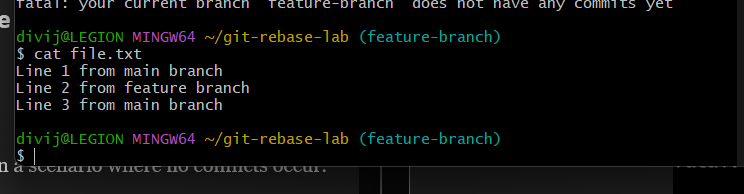 fatal: your current branch 'feature-branch' does not have any commits yet
divij@LEGION MINGW64 ~/git-rebase-lab (feature-branch)
$ cat file.txt
Line 1 from main branch
Line 2 from feature branch
Line 3 from main branch
divij@LEGION MINGW64 ~/git-rebase-lab (feature-branch)
$
n a scenario where no conflicts occur.